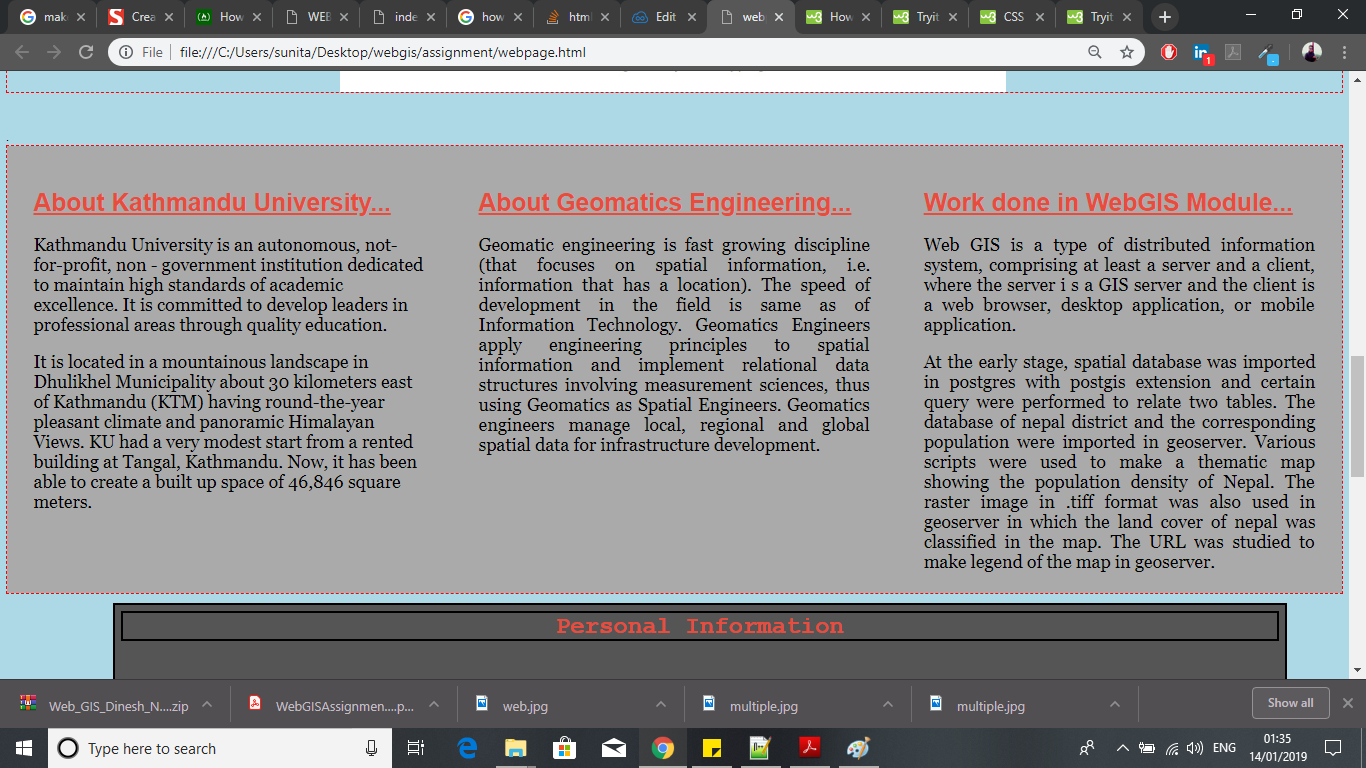 mak
Crea
How
WEB
inde
how
html
Edit
web
How
Tryit
CSS
Tryit
File
file:///C:/Users/sunita/Desktop/webgis/assignment/webpage.html
1
About Kathmandu University...
Kathmandu University is an autonomous, not-
for-profit, non - government institution dedicated
to maintain high standards of academic
excellence. It is committed to develop leaders in
professional areas through quality education.
It is located in a mountainous landscape in
Dhulikhel Municipality about 30 kilometers east
of Kathmandu (KTM) having round-the-year
pleasant climate and panoramic Himalayan
Views. KU had a very modest start from a rented
building at Tangal, Kathmandu. Now, it has been
able to create a built up space of 46,846 square
meters.
About Geomatics Engineering...
Geomatic engineering is fast growing discipline
(that focuses on spatial information, i.e.
information that has a location). The speed of
development in the field is same as of
Information Technology. Geomatics Engineers
apply engineering principles to spatial
information and implement relational data
structures involving measurement sciences, thus
using Geomatics as Spatial Engineers. Geomatics
engineers manage local, regional and global
spatial data for infrastructure development.
Work done in WebGIS Module...
Web GIS is a type of distributed information
system, comprising at least a server and a client,
where the server i s a GIS server and the client is
a web browser, desktop application, or mobile
application.
At the early stage, spatial database was imported
in postgres with postgis extension and certain
query were performed to relate two tables. The
database of nepal district and the corresponding
population were imported in geoserver. Various
scripts were used to make a thematic map
showing the population density of Nepal. The
raster image in .tiff format was also used in
geoserver in which the land cover of nepal was
classified in the map. The URL was studied to
make legend of the map in geoserver.
Personal Information
Web_GIS_Dinesh_N....zip
WebGISAssignmen....p...
web.jpg
multiple.jpg
multiple.jpg
Show all
Type here to search
ENG
01:35
14/01/2019